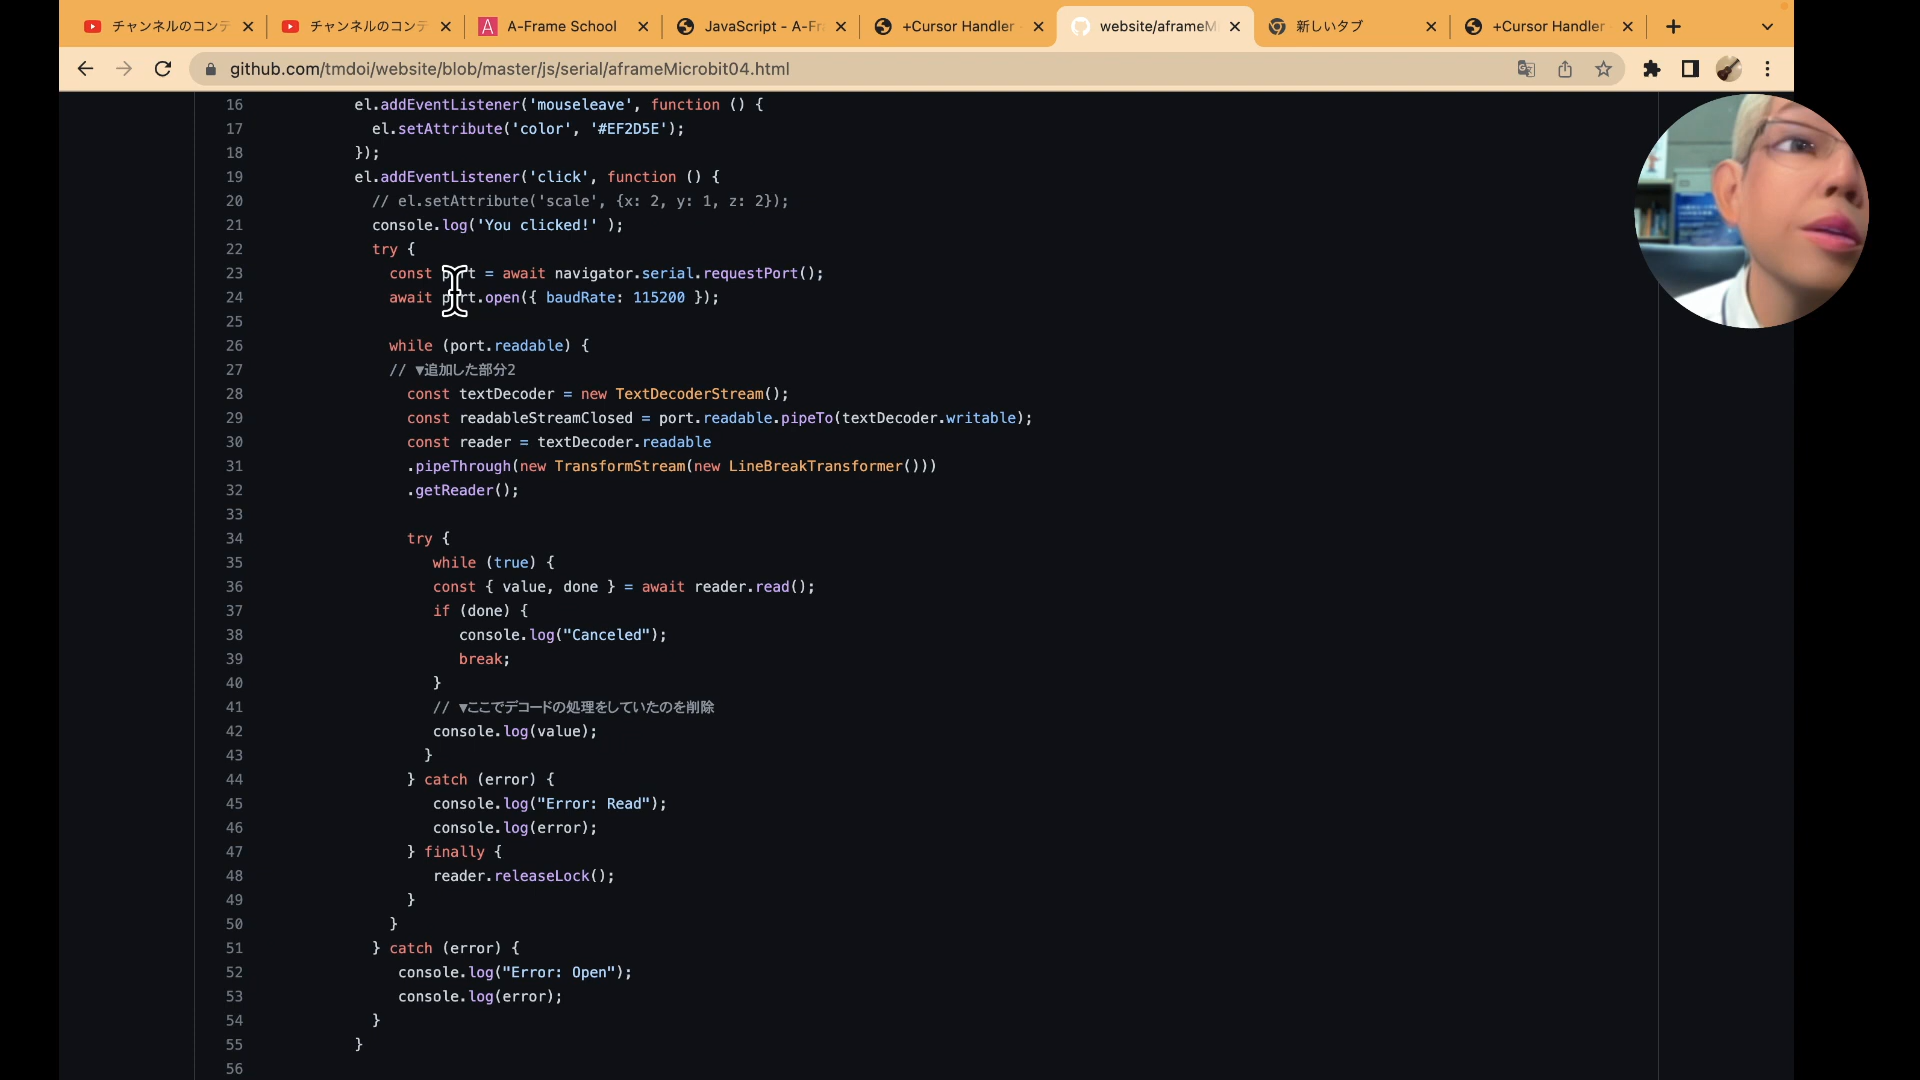 チャンネルのコンテ
チャンネルのコンテ
A-Frame School
JavaScript - A-Fr
+Cursor Handler
website/aframeM
新しいタブ
+Cursor Handler
github.com/tmdoi/website/blob/master/js/serial/aframeMicrobit04.html
16 el.addEventListener('mouseleave', function () {
17 el.setAttribute('color', '#EF2D5E');
18 });
19 el.addEventListener('click', function () {
20 // el.setAttribute('scale', {x: 2, y: 1, z: 2});
21 console.log('You clicked!' );
22 try {
23 const port = await navigator.serial.requestPort();
24 await port.open({ baudRate: 115200 });
25
26 while (port.readable) {
27 // ▼追加した部分2
28 const textDecoder = new TextDecoderStream();
29 const readableStreamClosed = port.readable.pipeTo(textDecoder.writable);
30 const reader = textDecoder.readable
31 .pipeThrough(new TransformStream(new LineBreakTransformer()))
32 .getReader();
33
34 try {
35 while (true) {
36 const { value, done } = await reader.read();
37 if (done) {
38 console.log("Canceled");
39 break;
40 }
41 // ▼ここでデコードの処理をしていたのを削除
42 console.log(value);
43 }
44 } catch (error) {
45 console.log("Error: Read");
46 console.log(error);
47 } finally {
48 reader.releaseLock();
49 }
50 }
51 } catch (error) {
52 console.log("Error: Open");
53 console.log(error);
54 }
55 }
56